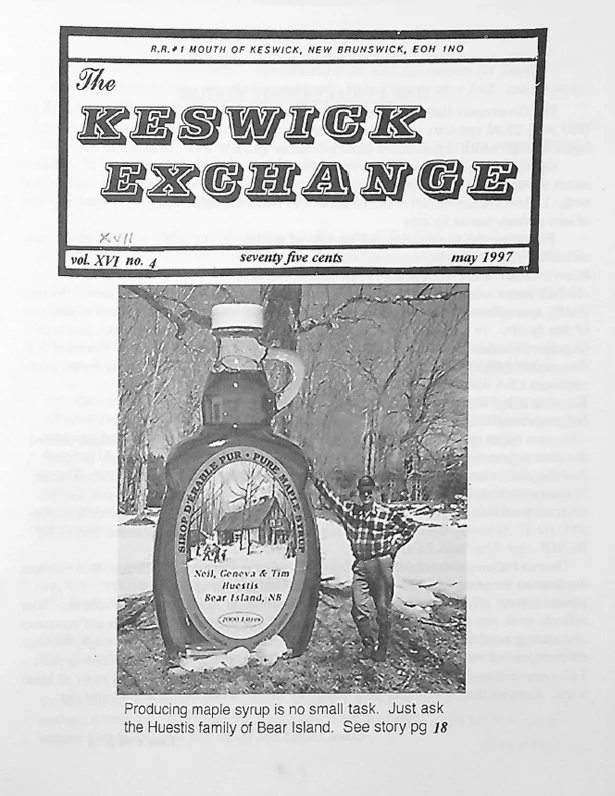 R.R.#1 MOUTH OF KESWICK, NEW BRUNSWICK, EOH 1NO
The
KESWICK
EXCHANGE
XVII
vol. XVI no. 4 seventy five cents may 1997
SIROP D'ÉRABLE PUR • PURE MAPLE SYRUP
Neil, Geneva & Tim
Huestis
Bear Island, NB
2000 Litres
Producing maple syrup is no small task. Just ask
the Huestis family of Bear Island. See story pg 18